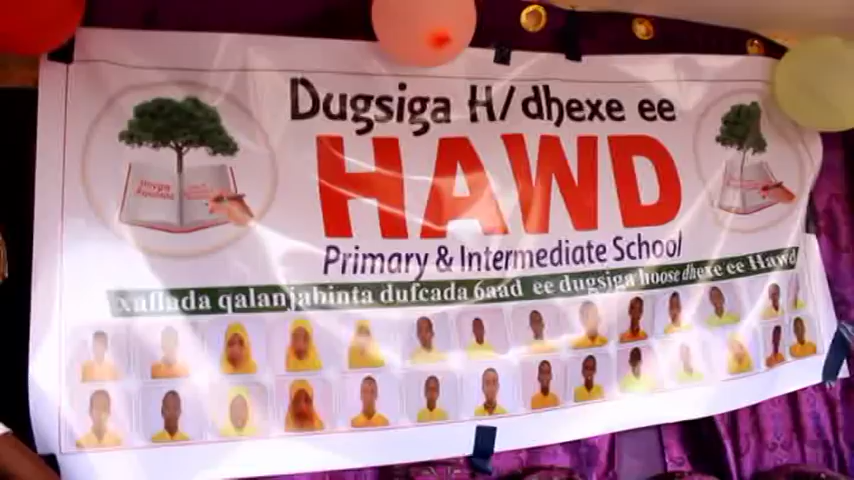 Dugsiga H/dhexe ee
HAWD
Primary & Intermediate School
xaflada qalanjabinta dufcada 6aad ee dugsiga hoose dhexe ee Hawd